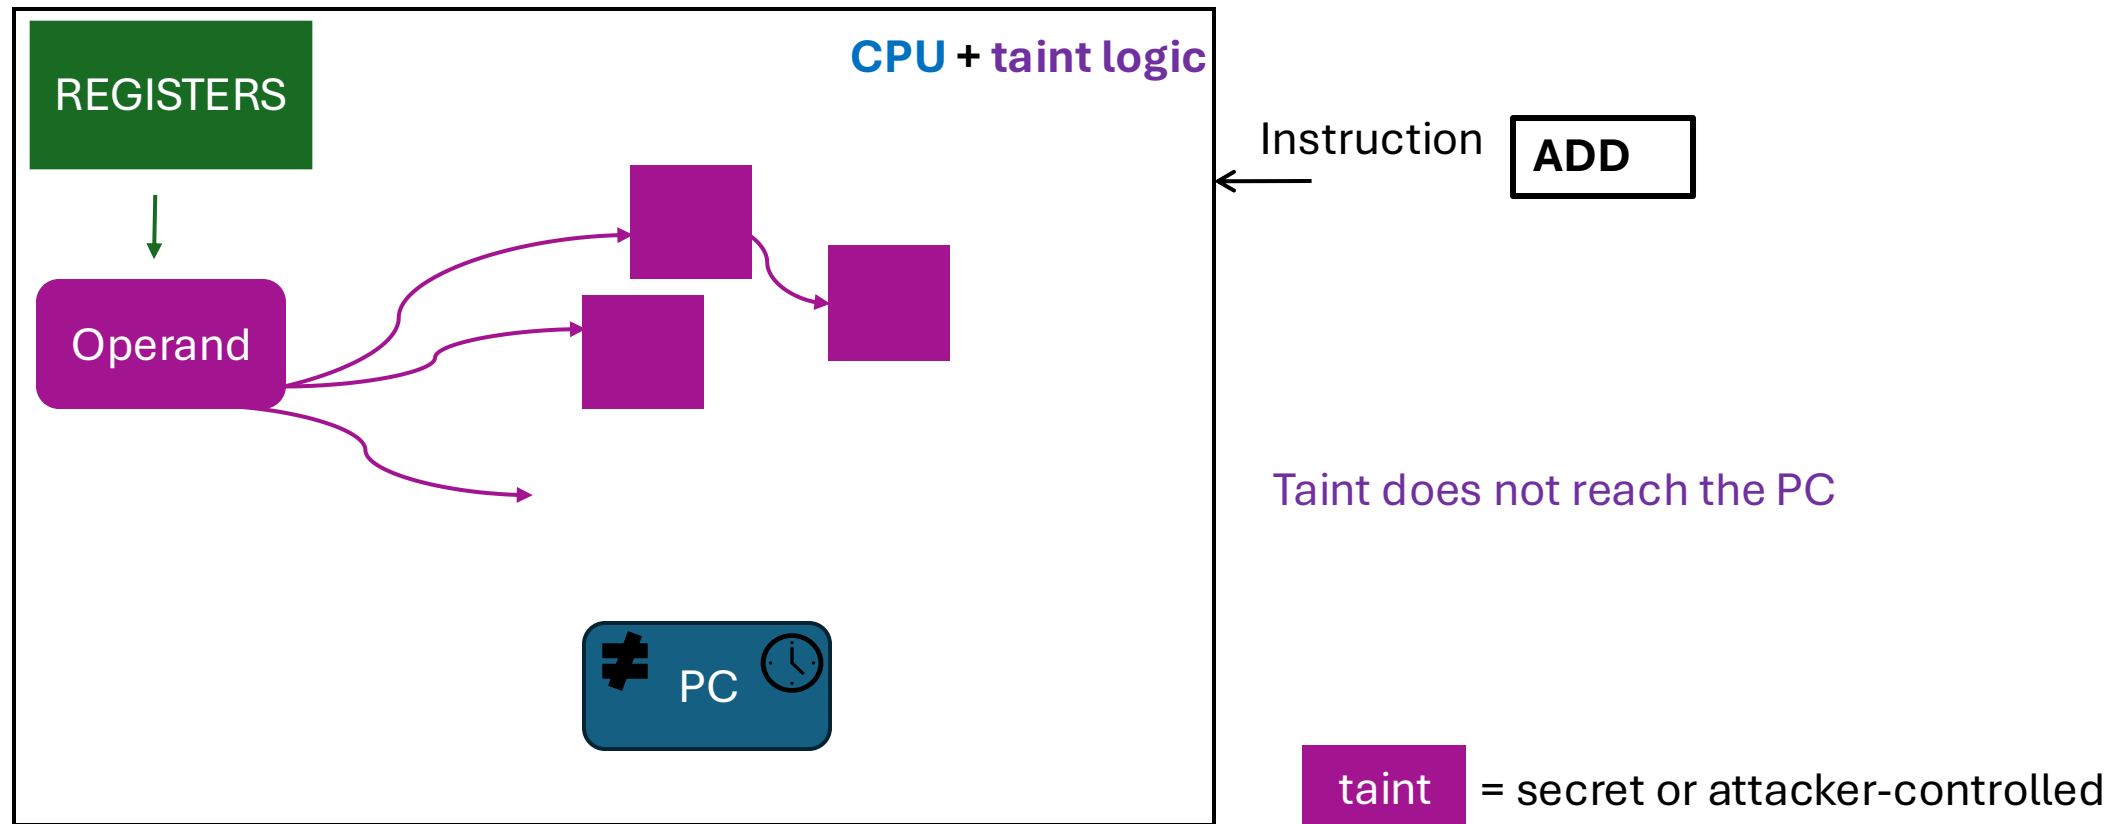 REGISTERS
CPU + taint logic
Instruction
ADD
Operand
Taint does not reach the PC
≠ PC
taint = secret or attacker-controlled